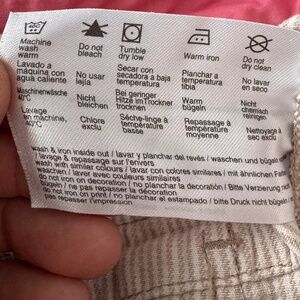 Machine wash warm
Do not bleach
Tumble dry low
Warm iron
Do not dry clean
Lavado a máquina con agua caliente
No usar lejía
Secar con secadora a baja temperatura
Planchar a temperatura tibia
No lavar en seco
Maschinenwäsche 40°C
Nicht bleichen
Bei geringer Hitze im trockner trocknen
Warm bügeln
Nicht chemisch reinigen
Lavage en machine, 40°C
Chlore exclu
Sèche-linge à température basse
Repassage à température moyenne
Nettoyage à sec exclu
wash & iron inside out / lavar y planchar del revés / waschen und bügeln
/ lavage & repassage sur l'envers
wash with similar colours / lavar con colores similares / mit ähnlichen
waschen / laver avec couleurs similaires
do not iron on decoration / no planchar la decoración / Bitte Verzierung nicht
bügeln / ne pas repasser la décoration
do not iron on print / no planchar el estampado / bitte Druck nicht